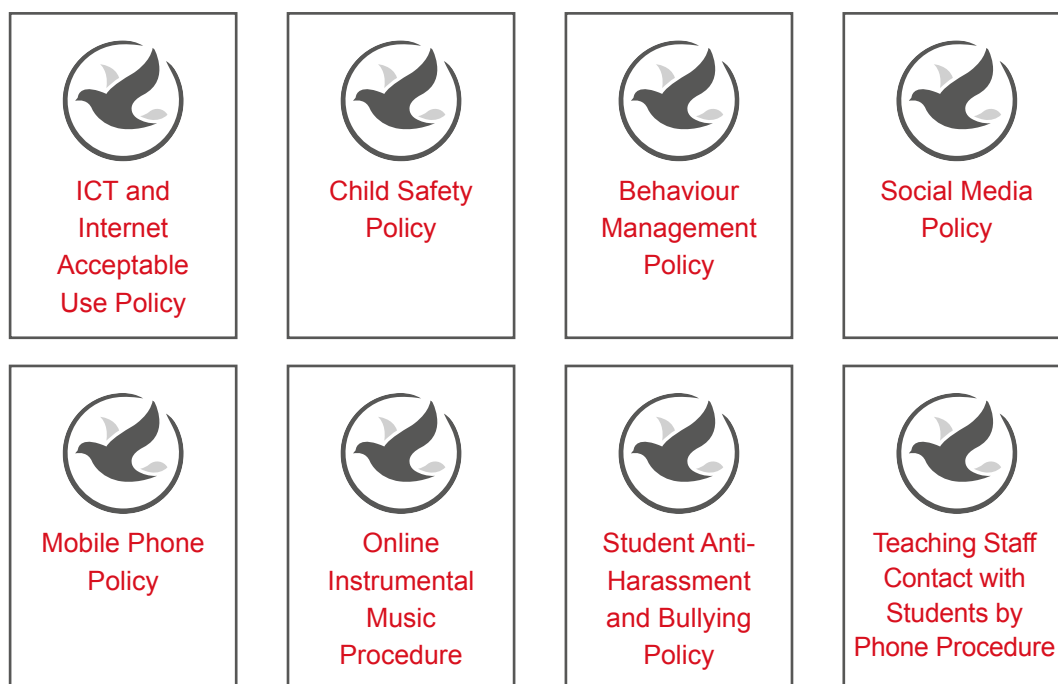 ICT and
Internet
Acceptable
Use Policy
Child Safety
Policy
Behaviour
Management
Policy
Social Media
Policy
Mobile Phone
Policy
Online
Instrumental
Music
Procedure
Student Anti-
Harassment
and Bullying
Policy
Teaching Staff
Contact with
Students by
Phone Procedure